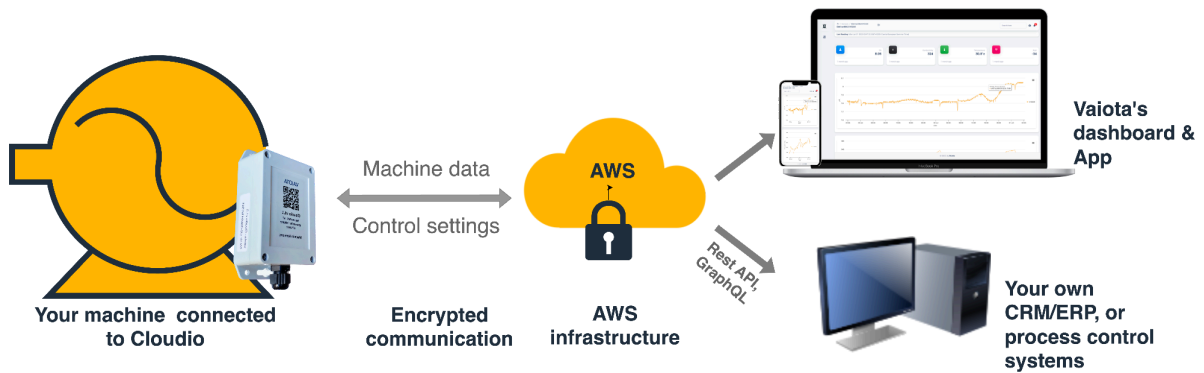 Machine data
Control settings
AWS
Rest API,
GraphQL
Vaiota's
dashboard &
App
Your machine connected
to Cloudio
Encrypted
communication
AWS
infrastructure
Your own
CRM/ERP, or
process control
systems